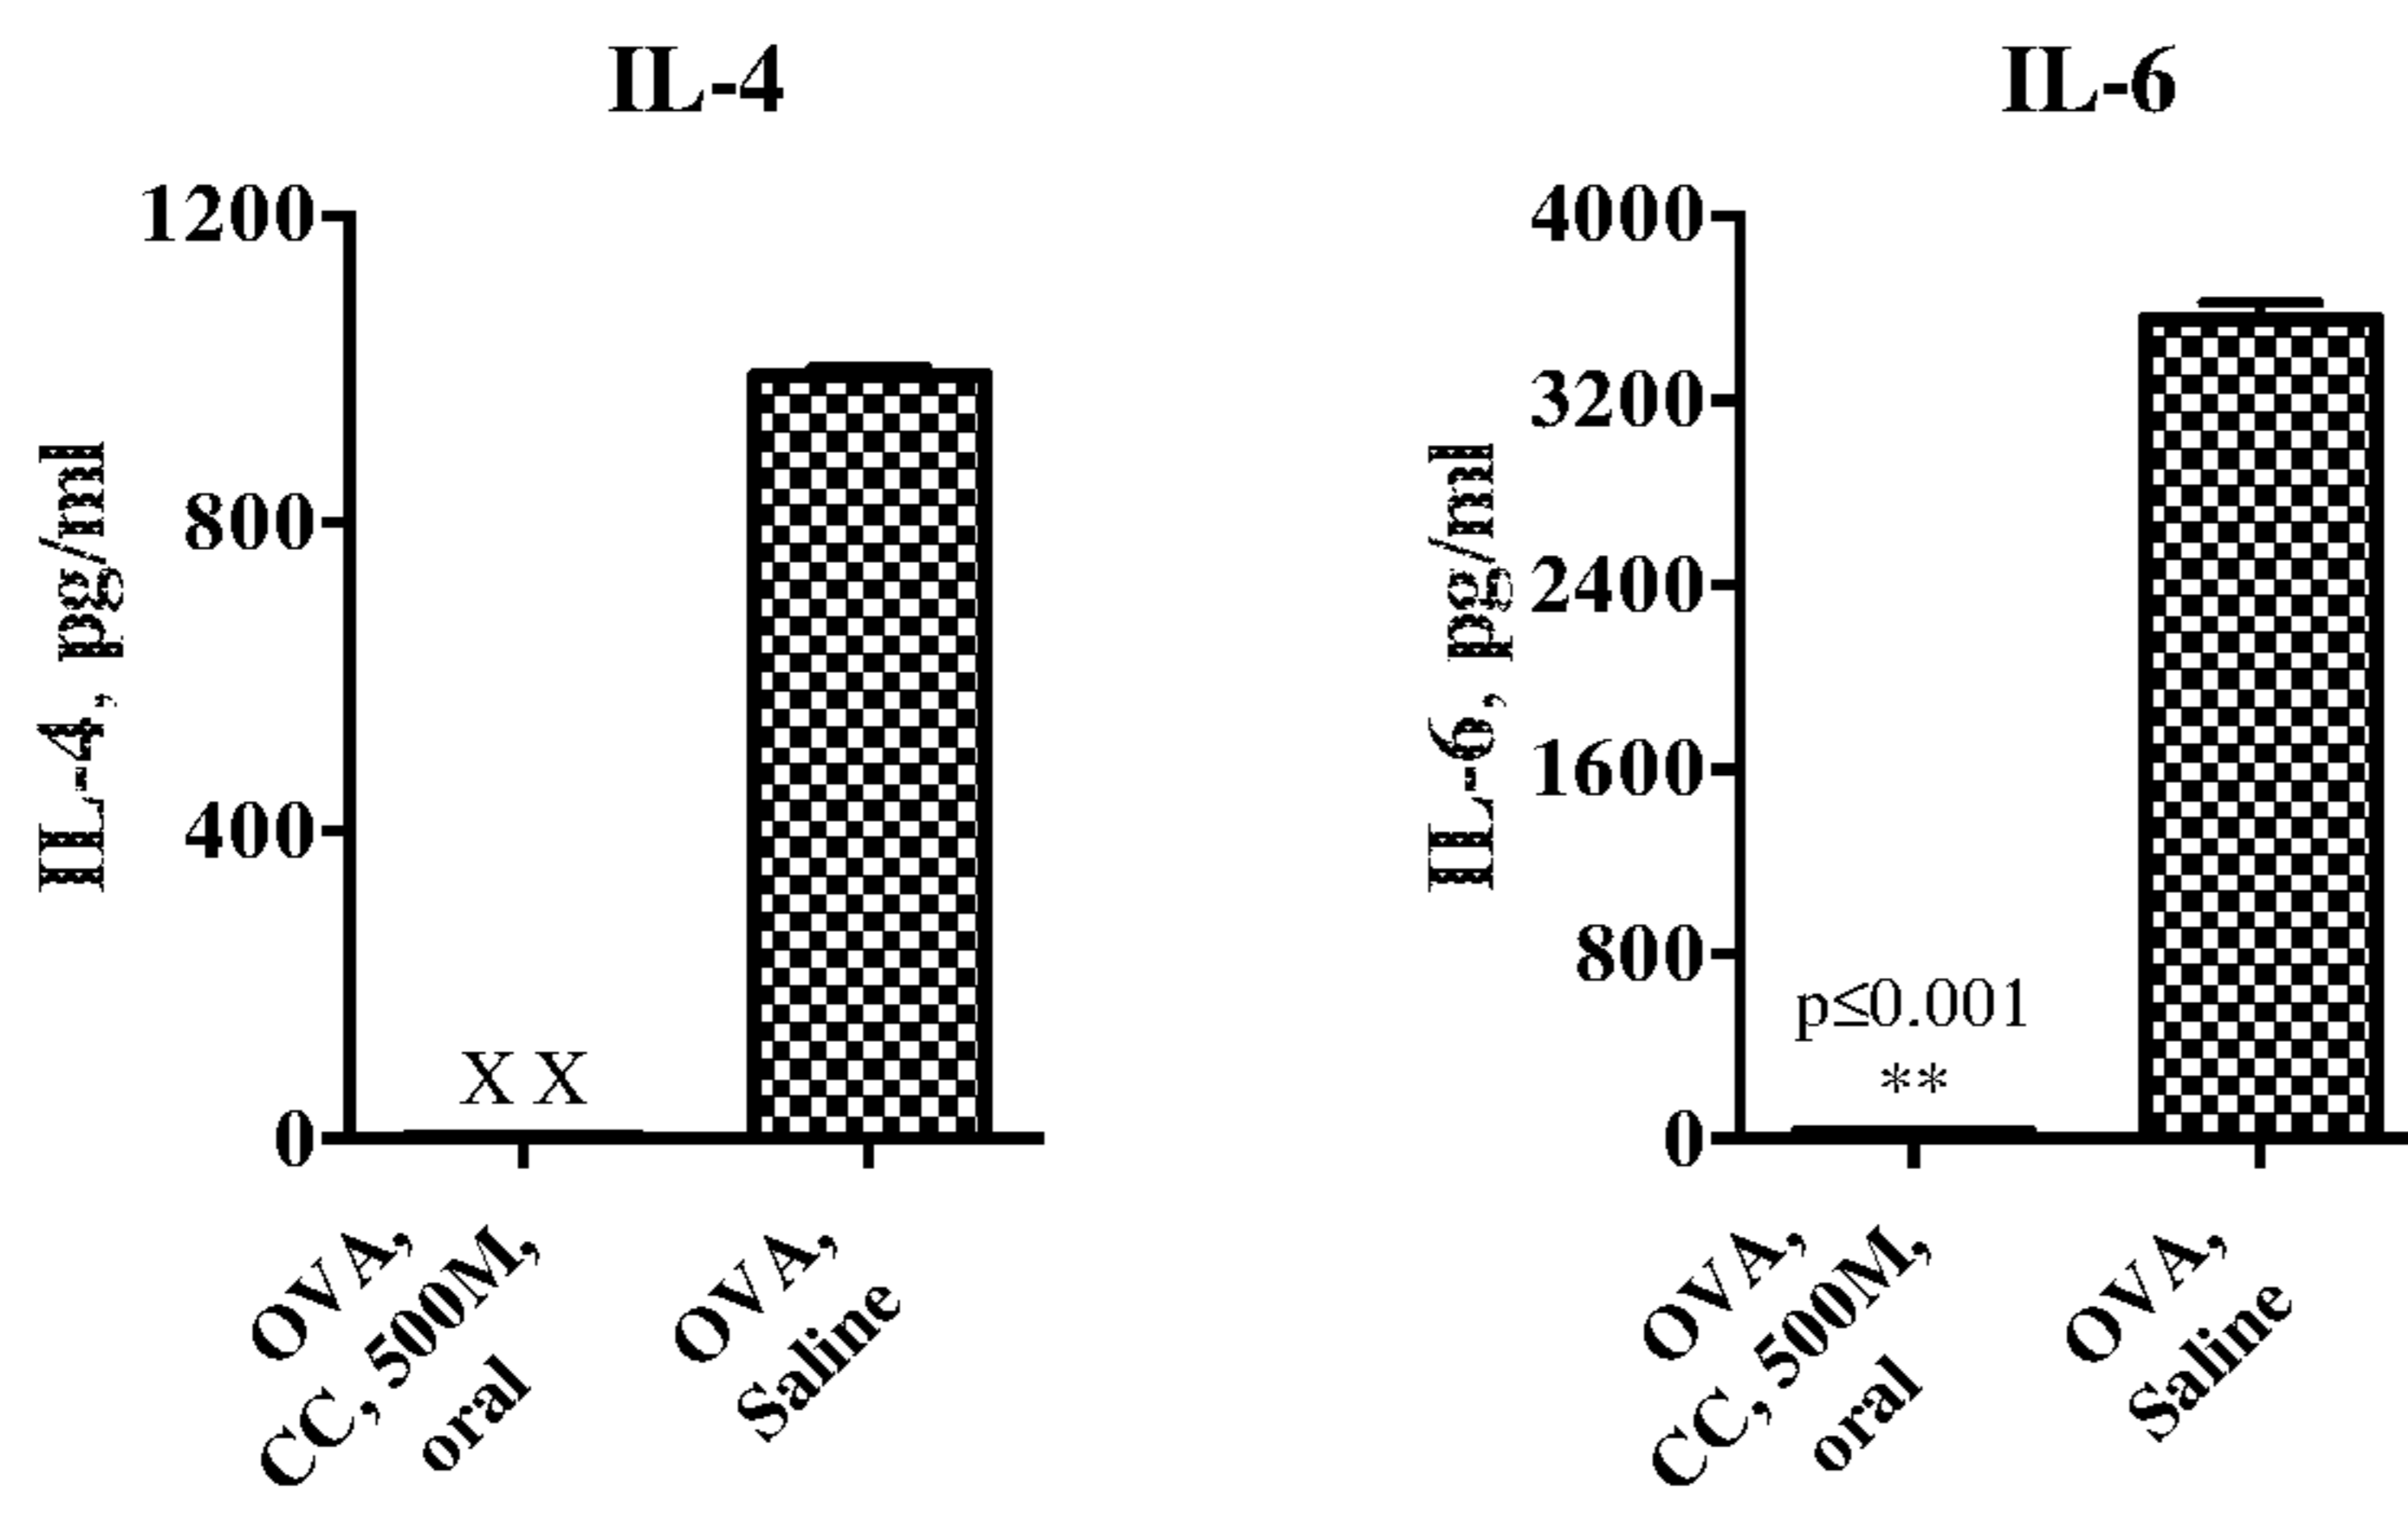 IL-4
1200
800
400
0
IL-4, pg/ml
X X
OVA,
CC, 500M,
oral
OVA,
Saline
IL-6
4000
3200
2400
1600
800
0
IL-6, pg/ml
p≤0.001
**
OVA,
CC, 500M,
oral
OVA,
Saline